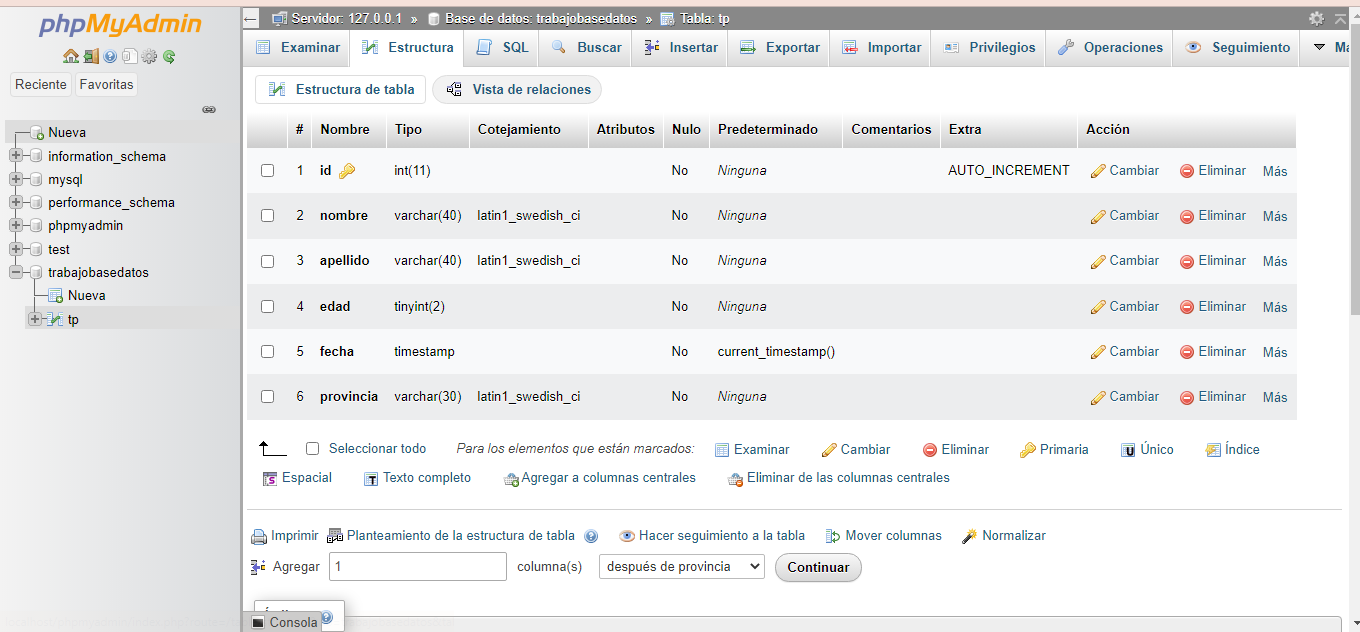 phpMyAdmin
Reciente Favoritas
Nueva
information_schema
mysql
performance_schema
phpmyadmin
test
trabajobasedatos
Nueva
tp
Servidor: 127.0.0.1 » Base de datos: trabajobasedatos » Tabla: tp
Examinar Estructura SQL Buscar Insertar Exportar Importar Privilegios Operaciones Seguimiento
Estructura de tabla Vista de relaciones
# Nombre Tipo Cotejamiento Atributos Nulo Predeterminado Comentarios Extra Acción
1 id int(11) No Ninguna AUTO_INCREMENT Cambiar Eliminar Más
2 nombre varchar(40) latin1_swedish_ci No Ninguna Cambiar Eliminar Más
3 apellido varchar(40) latin1_swedish_ci No Ninguna Cambiar Eliminar Más
4 edad tinyint(2) No Ninguna Cambiar Eliminar Más
5 fecha timestamp No current_timestamp() Cambiar Eliminar Más
6 provincia varchar(30) latin1_swedish_ci No Ninguna Cambiar Eliminar Más
Seleccionar todo Para los elementos que están marcados: Examinar Cambiar Eliminar Primaria Único Índice
Espacial Texto completo Agregar a columnas centrales Eliminar de las columnas centrales
Imprimir Planteamiento de la estructura de tabla Hacer seguimiento a la tabla Mover columnas Normalizar
Agregar 1 columna(s) después de provincia Continuar
Consola